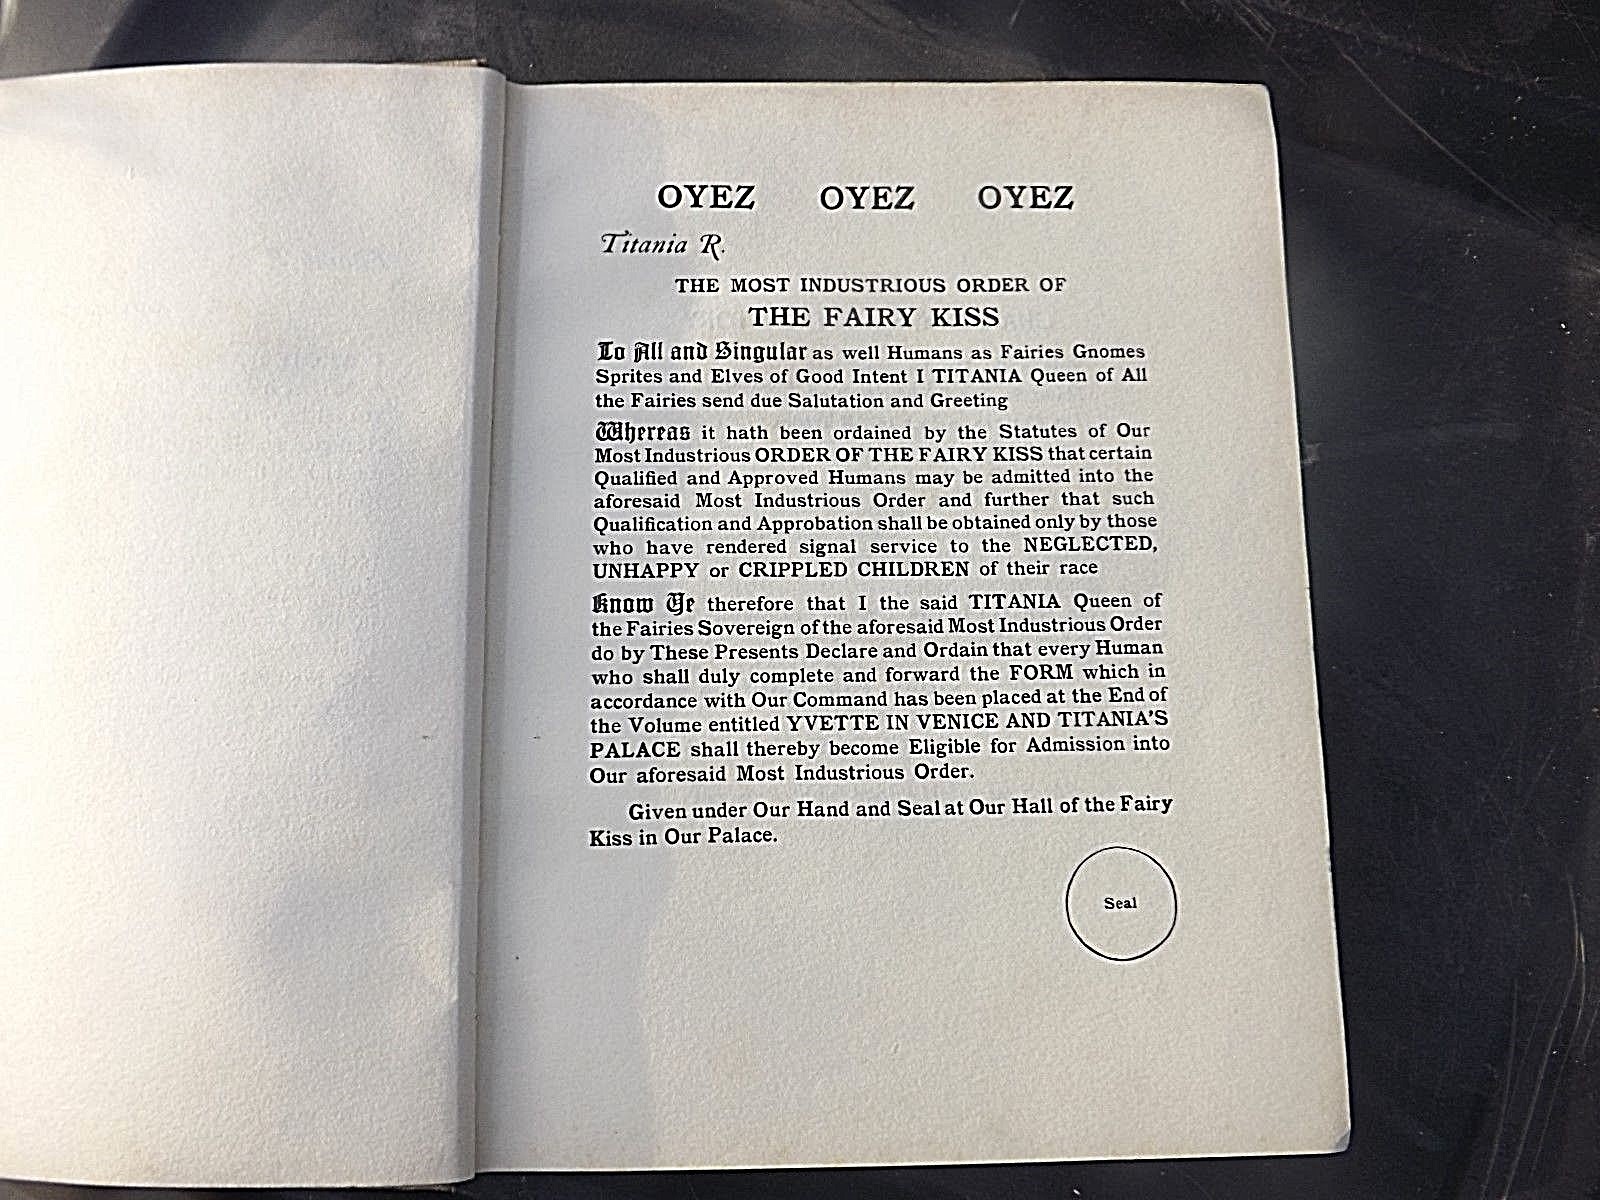 OYEZ OYEZ OYEZ
Titania R.
THE MOST INDUSTRIOUS ORDER OF
THE FAIRY KISS
To All and Singular as well Humans as Fairies Gnomes
Sprites and Elves of Good Intent I TITANIA Queen of All
the Fairies send due Salutation and Greeting
Whereas it hath been ordained by the Statutes of Our
Most Industrious ORDER OF THE FAIRY KISS that certain
Qualified and Approved Humans may be admitted into the
aforesaid Most Industrious Order and further that such
Qualification and Approbation shall be obtained only by those
who have rendered signal service to the NEGLECTED,
UNHAPPY or CRIPPLED CHILDREN of their race
Know Ye therefore that I the said TITANIA Queen of
the Fairies Sovereign of the aforesaid Most Industrious Order
do by These Presents Declare and Ordain that every Human
who shall duly complete and forward the FORM which in
accordance with Our Command has been placed at the End of
the Volume entitled YVETTE IN VENICE AND TITANIA'S
PALACE shall thereby become Eligible for Admission into
Our aforesaid Most Industrious Order.
Given under Our Hand and Seal at Our Hall of the Fairy
Kiss in Our Palace.
Seal